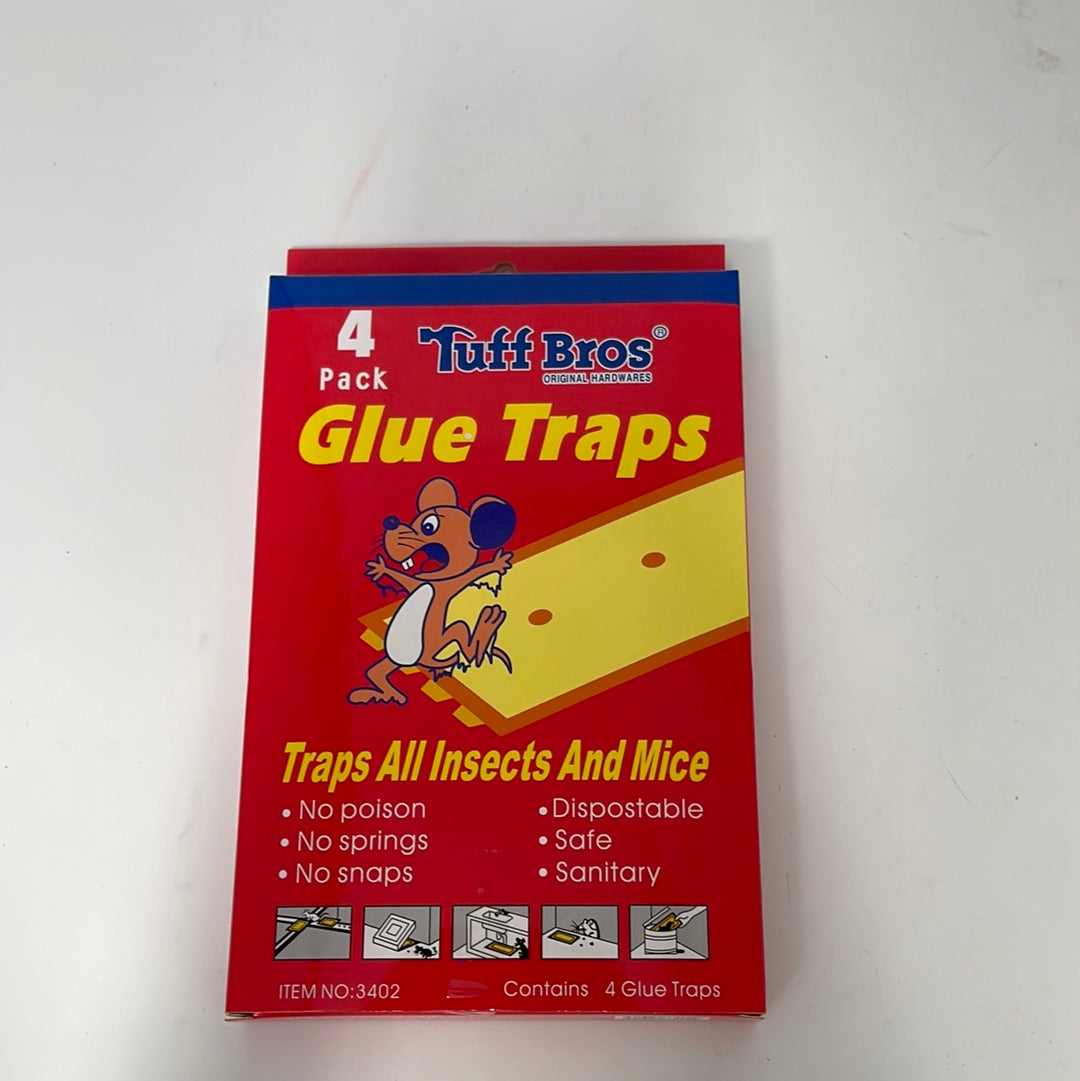 4
Pack
Tuff Bros®
ORIGINAL HARDWARES
Glue Traps
Traps All Insects And Mice
• No poison
• No springs
• No snaps
• Dispostable
• Safe
• Sanitary
ITEM NO:3402
Contains 4 Glue Traps